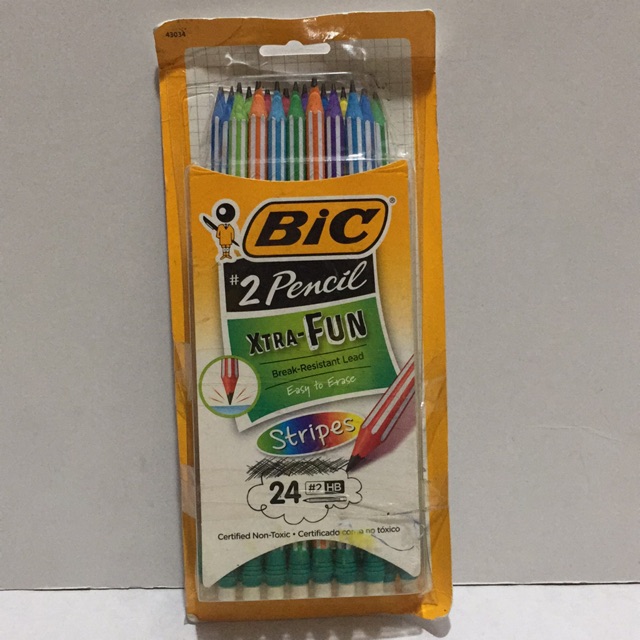 43034
BiC®
#2 Pencil
XTRA-FUN
Break-Resistant Lead
Easy to Erase
Stripes
24 #2 HB
Certified Non-Toxic • Certificado como no tóxico